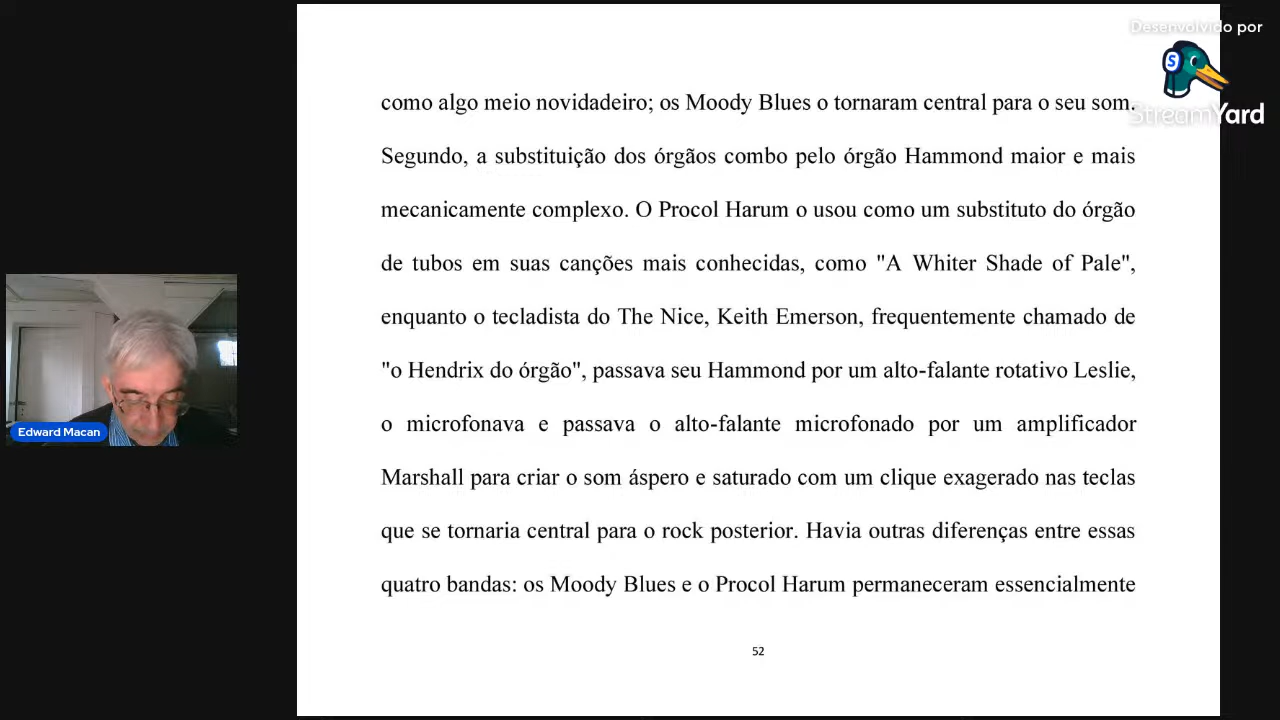 Desenvolvido por
StreamYard
como algo meio novidadeiro; os Moody Blues o tornaram central para o seu som.
Segundo, a substituição dos órgãos combo pelo órgão Hammond maior e mais
mecanicamente complexo. O Procol Harum o usou como um substituto do órgão
de tubos em suas canções mais conhecidas, como "A Whiter Shade of Pale",
enquanto o tecladista do The Nice, Keith Emerson, frequentemente chamado de
"o Hendrix do órgão", passava seu Hammond por um alto-falante rotativo Leslie,
o microfonava e passava o alto-falante microfonado por um amplificador
Marshall para criar o som áspero e saturado com um clique exagerado nas teclas
que se tornaria central para o rock posterior. Havia outras diferenças entre essas
quatro bandas: os Moody Blues e o Procol Harum permaneceram essencialmente
52
Edward Macan